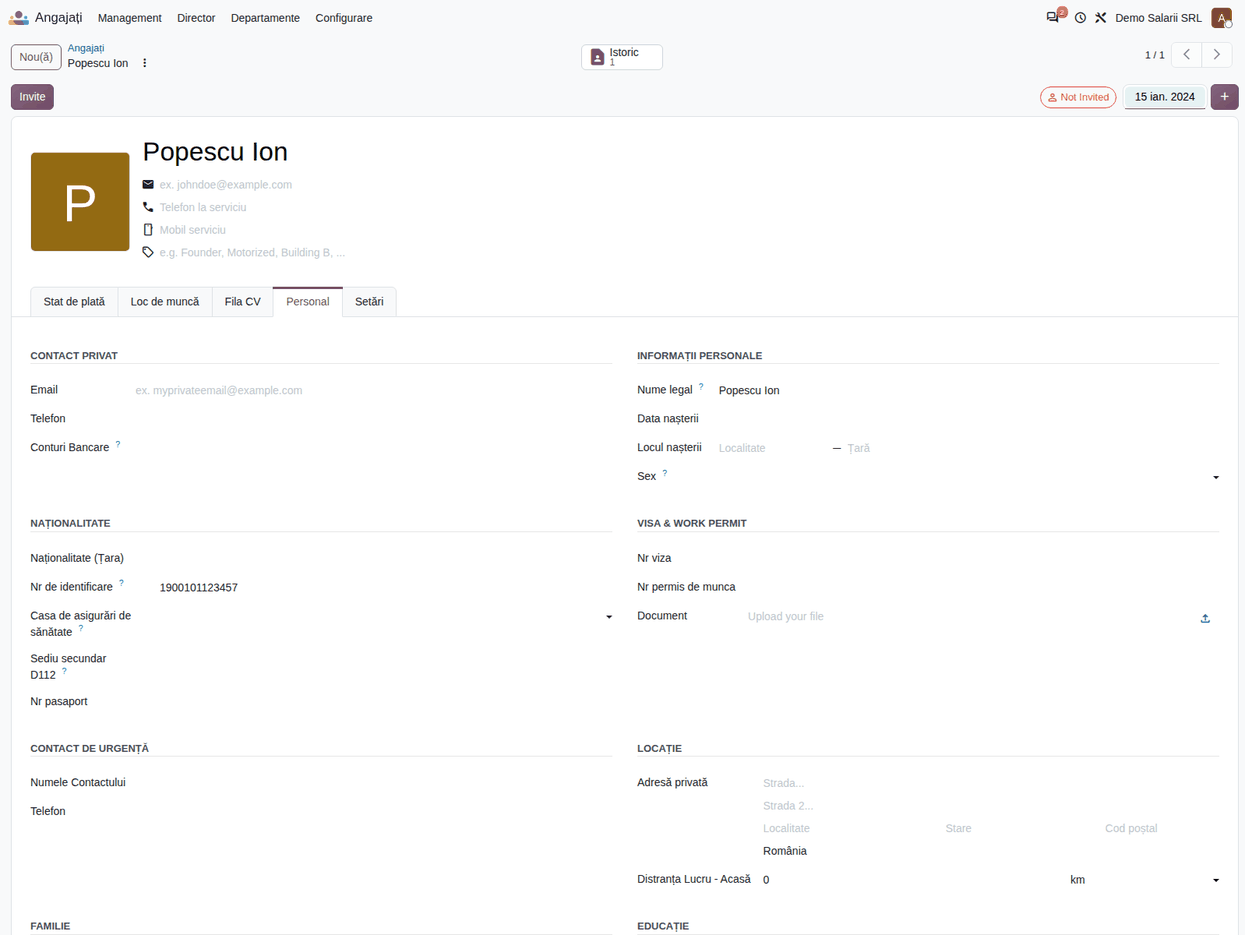 Angajați Management Director Departamente Configurare 2 Demo Salarii SRL A
Nou(ă) Angajați Istoric 1 / 1
Popescu Ion 1
Invite Not Invited 15 ian. 2024 +
Popescu Ion
P
ex. johndoe@example.com
Telefon la serviciu
Mobil serviciu
e.g. Founder, Motorized, Building B, ...
Stat de plată Loc de muncă Fila CV Personal Setări
CONTACT PRIVAT
Email ex. myprivateemail@example.com
Telefon
Conturi Bancare ?
INFORMAȚII PERSONALE
Nume legal ? Popescu Ion
Data nașterii
Locul nașterii Localitate – Țară
Sex ?
NAȚIONALITATE
Naționalitate (Țara)
Nr de identificare ? 1900101123457
Casa de asigurări de
sănătate ?
Sediu secundar
D112 ?
Nr pasaport
VISA & WORK PERMIT
Nr viza
Nr permis de munca
Document Upload your file
CONTACT DE URGENȚĂ
Numele Contactului
Telefon
LOCAȚIE
Adresă privată Strada...
Strada 2...
Localitate Stare Cod poștal
România
Distanța Lucru - Acasă 0 km
FAMILIE
EDUCAȚIE